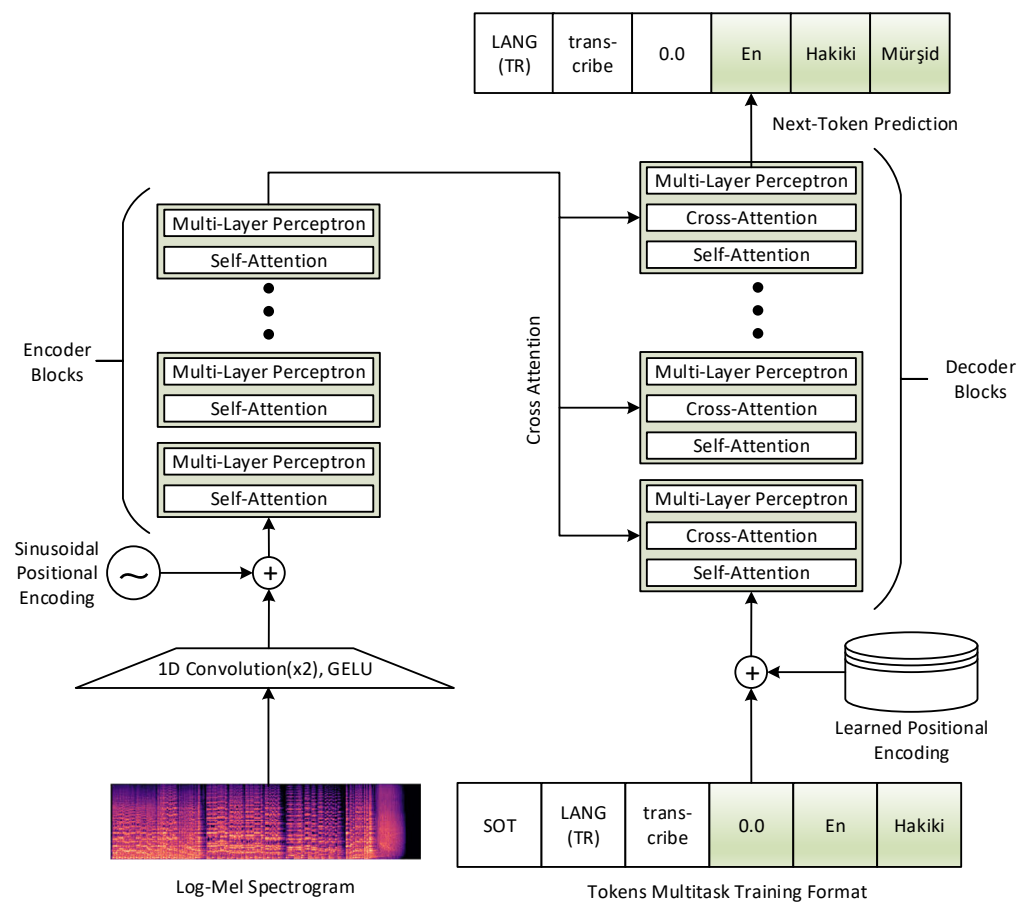 LANG
(TR)
trans-
cribe
0.0
En
Hakiki
Mürşid
Next-Token Prediction
Encoder
Blocks
Multi-Layer Perceptron
Self-Attention
Multi-Layer Perceptron
Self-Attention
Multi-Layer Perceptron
Self-Attention
Cross Attention
Multi-Layer Perceptron
Cross-Attention
Self-Attention
Multi-Layer Perceptron
Cross-Attention
Self-Attention
Multi-Layer Perceptron
Cross-Attention
Self-Attention
Decoder
Blocks
Sinusoidal
Positional
Encoding
~
+
1D Convolution(x2), GELU
Log-Mel Spectrogram
+
Learned Positional
Encoding
SOT
LANG
(TR)
trans-
cribe
0.0
En
Hakiki
Tokens Multitask Training Format